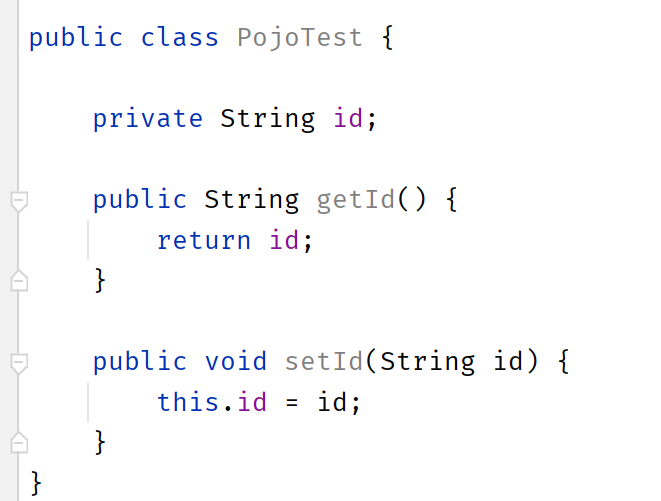 public class PojoTest {
    private String id;
    public String getId() {
        return id;
    }
    public void setId(String id) {
        this.id = id;
    }
}